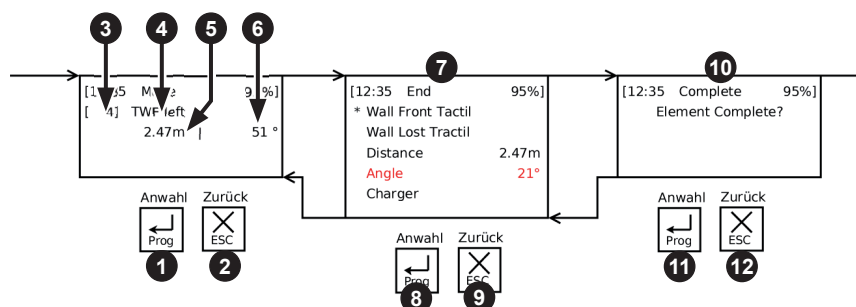 3 4 5 6 7 10
[12:35 End 95%]
* Wall Front Tactil
Wall Lost Tractil
Distance 2.47m
Angle 21°
Charger
[12:35 Complete 95%]
Element Complete?
4] TWF left
2.47m | 51 °
Anwahl Zurück
Prog ESC
1 2
Anwahl Zurück
Prog ESC
8 9
Anwahl Zurück
Prog ESC
11 12